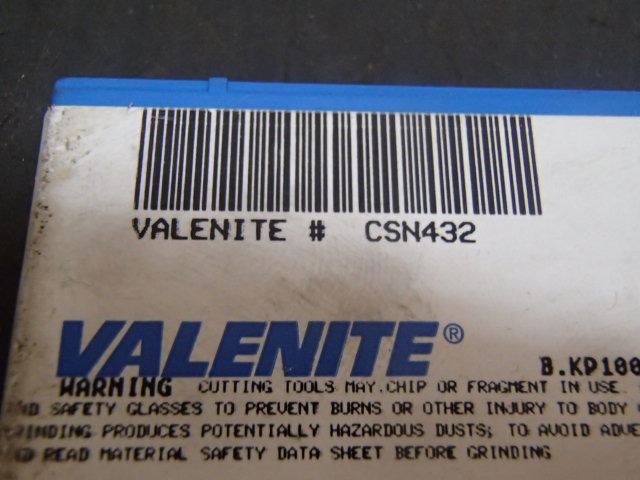 VALENITE # CSN432
VALENITE®
B.KP100
WARNING CUTTING TOOLS MAY.CHIP OR FRAGMENT IN USE.
SAFETY GLASSES TO PREVENT BURNS OR OTHER INJURY TO BODY
GRINDING PRODUCES POTENTIALLY HAZARDOUS DUSTS; TO AVOID
READ MATERIAL SAFETY DATA SHEET BEFORE GRINDING